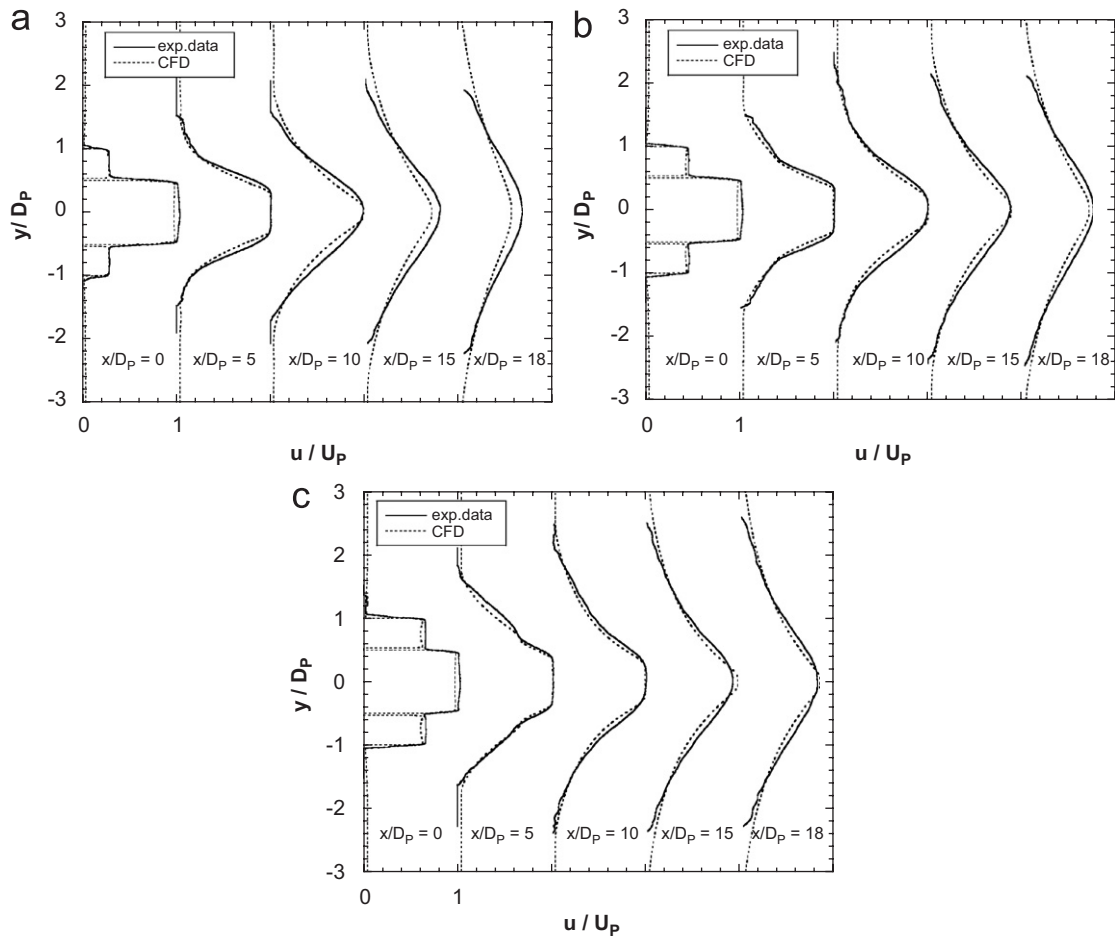 a
3
2
1
0
-1
-2
-3
y/ D_P
exp.data
CFD
x/D_P = 0
x/D_P = 5
x/D_P = 10
x/D_P = 15
x/D_P = 18
0
1
u / U_P
b
3
2
1
0
-1
-2
-3
y/ D_P
exp.data
CFD
x/D_P = 0
x/D_P = 5
x/D_P = 10
x/D_P = 15
x/D_P = 18
0
1
u / U_P
c
3
2
1
0
-1
-2
-3
y / D_P
exp.data
CFD
x/D_P = 0
x/D_P = 5
x/D_P = 10
x/D_P = 15
x/D_P = 18
0
1
u / U_P